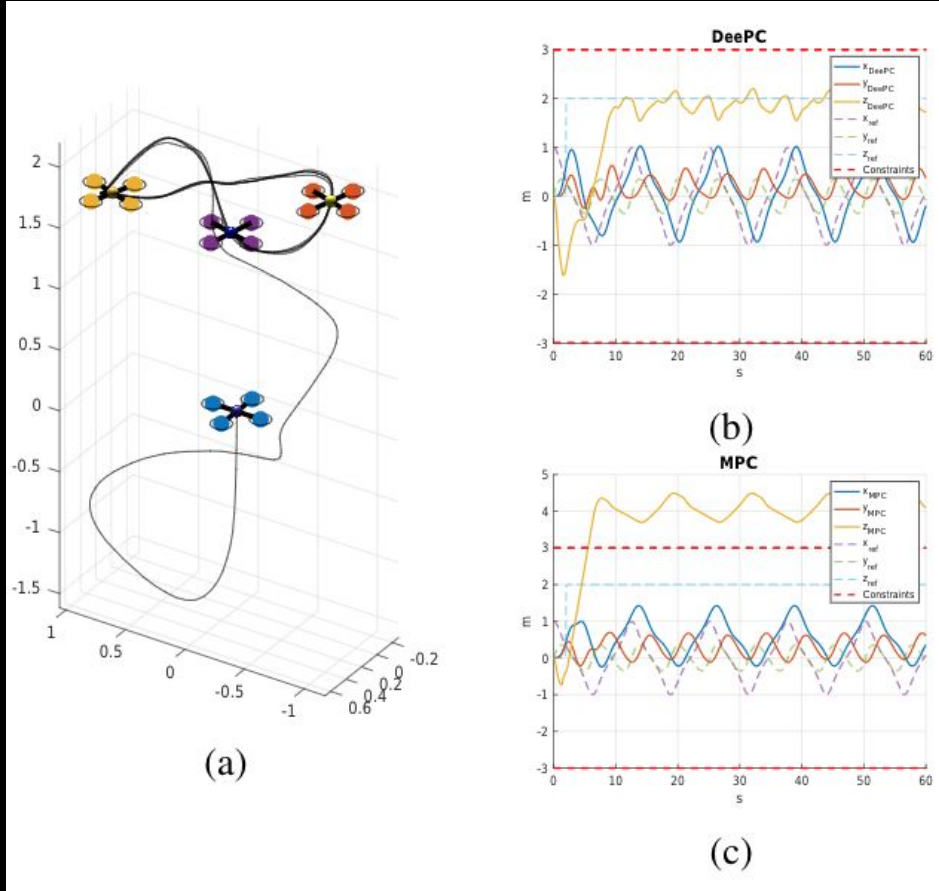 2
1.5
1
0.5
0
-0.5
-1
-1.5
1
0.5
0
-0.5
-1
-0.2
0
0.2
0.4
0.6
(a)
DeePC
3
2
1
0
-1
-2
-3
m
0 10 20 30 40 50 60
s
x_DeePC
y_DeePC
z_DeePC
x_ref
y_ref
z_ref
Constraints
(b)
MPC
5
4
3
2
1
0
-1
-2
-3
m
0 10 20 30 40 50 60
s
x_MPC
y_MPC
z_MPC
x_ref
y_ref
z_ref
Constraints
(c)